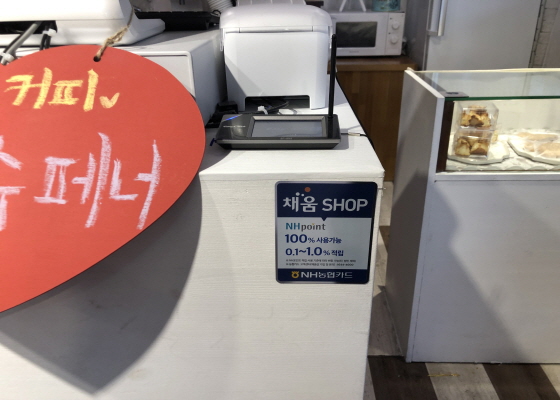 커피
수페너
채움 SHOP
NHpoint
100% 사용가능
0.1~1.0% 적립
NH농협카드